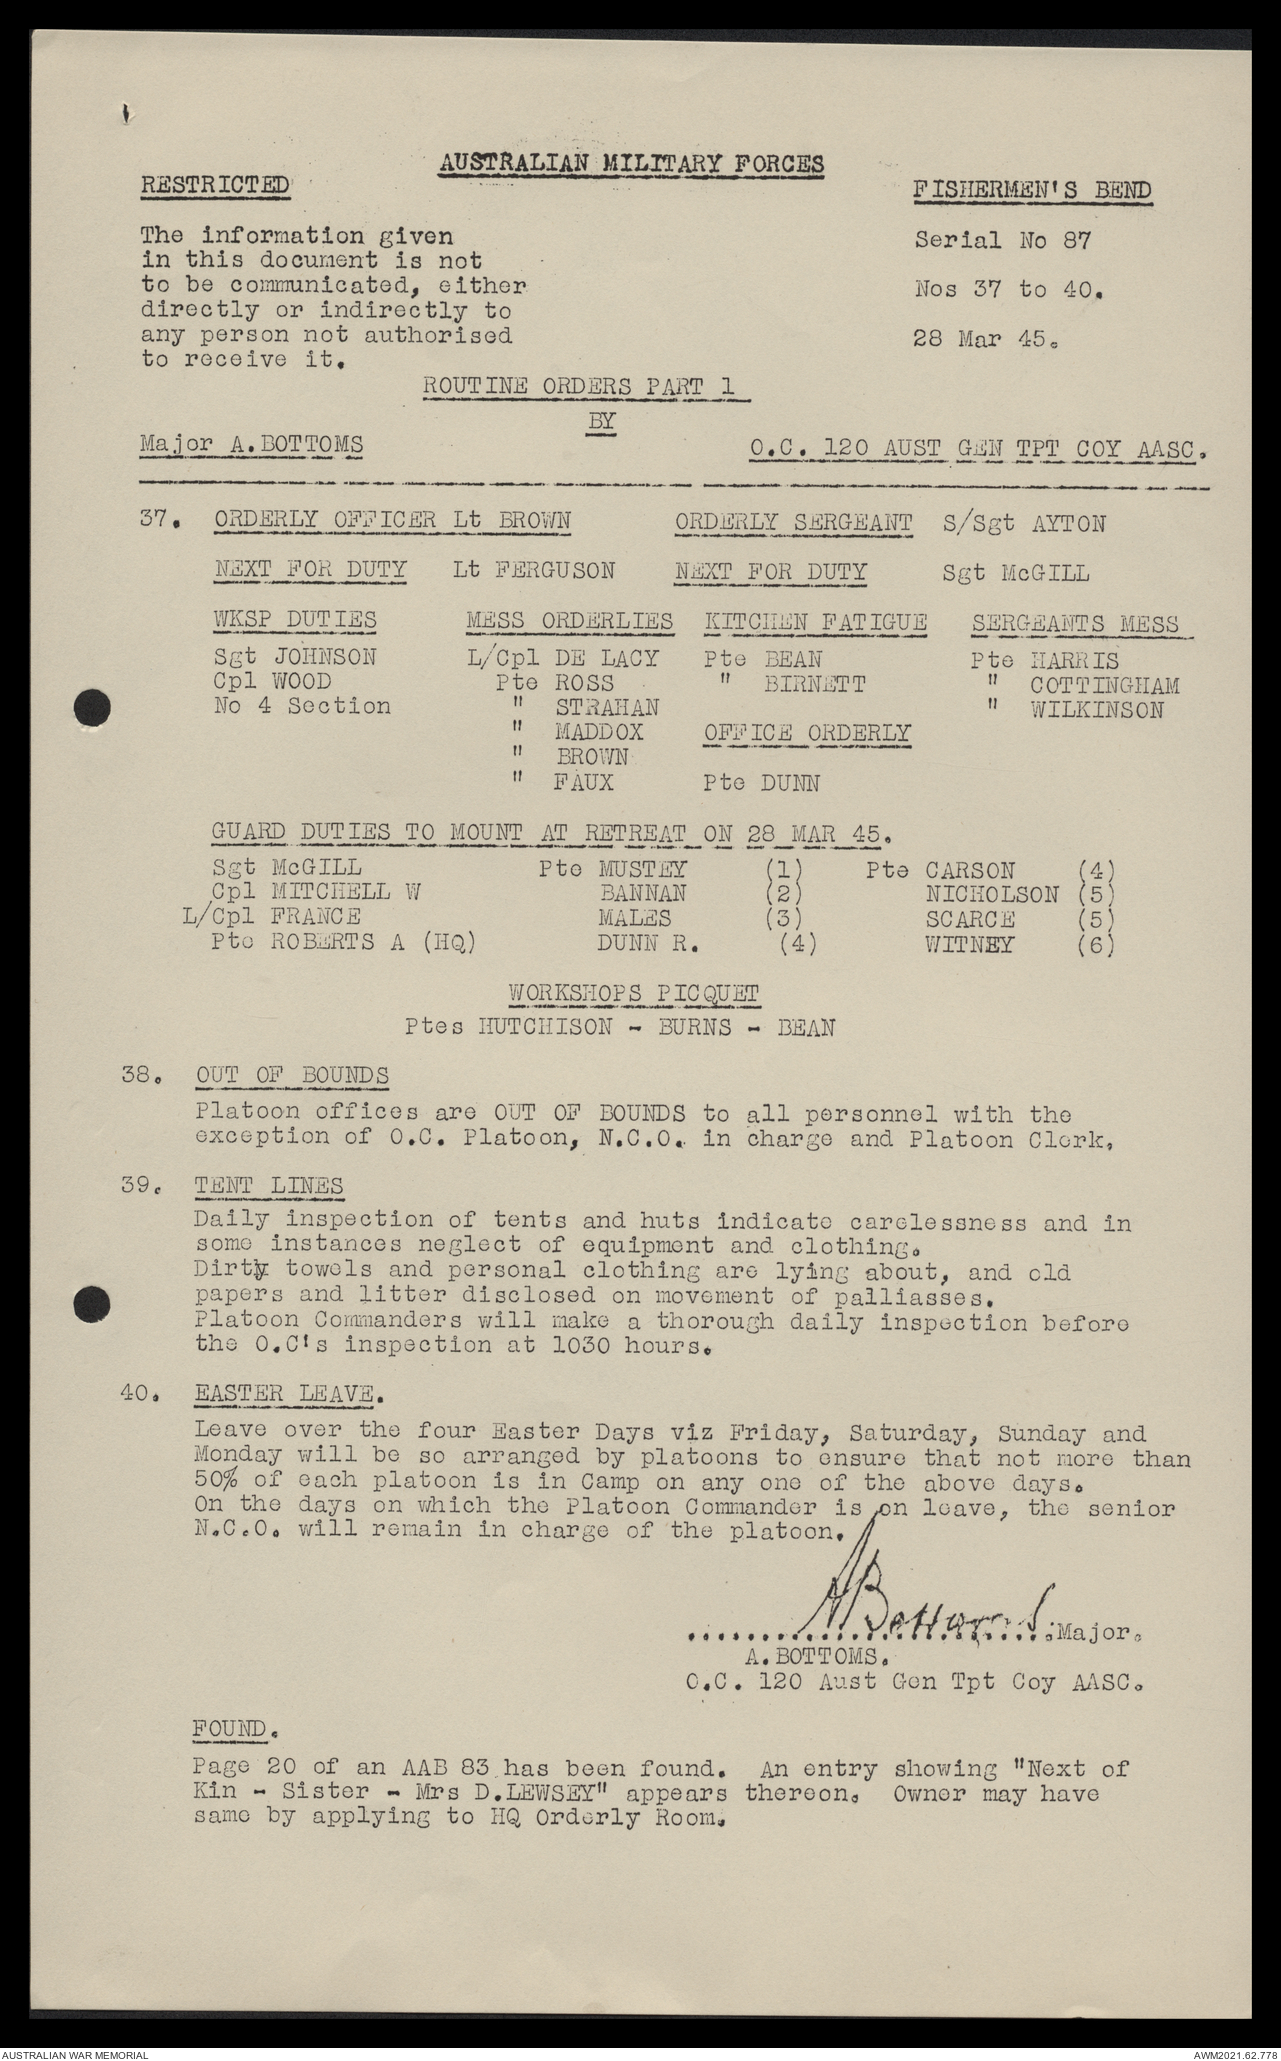 AUSTRALIAN MILITARY FORCES
RESTRICTED
FISHERMEN'S BEND
The information given
in this document is not
to be communicated, either
directly or indirectly to
any person not authorised
to receive it.
Serial No 87
Nos 37 to 40.
28 Mar 45.
ROUTINE ORDERS PART 1
BY
Major A.BOTTOMS O.C. 120 AUST GEN TPT COY AASC.
37. ORDERLY OFFICER Lt BROWN ORDERLY SERGEANT S/Sgt AYTON
NEXT FOR DUTY Lt FERGUSON NEXT FOR DUTY Sgt McGILL
WKSP DUTIES MESS ORDERLIES KITCHEN FATIGUE SERGEANTS MESS
Sgt JOHNSON L/Cpl DE LACY Pte BEAN Pte HARRIS
Cpl WOOD Pte ROSS " BIRNETT " COTTINGHAM
No 4 Section " STRAHAN " WILKINSON
" MADDOX OFFICE ORDERLY
" BROWN
" FAUX Pte DUNN
GUARD DUTIES TO MOUNT AT RETREAT ON 28 MAR 45.
Sgt McGILL Pte MUSTEY (1) Pte CARSON (4)
Cpl MITCHELL W BANNAN (2) NICHOLSON (5)
L/Cpl FRANCE MALES (3) SCARCE (5)
Pte ROBERTS A (HQ) DUNN R. (4) WITNEY (6)
WORKSHOPS PICQUET
Ptes HUTCHISON - BURNS - BEAN
38. OUT OF BOUNDS
Platoon offices are OUT OF BOUNDS to all personnel with the
exception of O.C. Platoon, N.C.O. in charge and Platoon Clerk.
39. TENT LINES
Daily inspection of tents and huts indicate carelessness and in
some instances neglect of equipment and clothing.
Dirty towels and personal clothing are lying about, and old
papers and litter disclosed on movement of palliasses.
Platoon Commanders will make a thorough daily inspection before
the O.C's inspection at 1030 hours.
40. EASTER LEAVE.
Leave over the four Easter Days viz Friday, Saturday, Sunday and
Monday will be so arranged by platoons to ensure that not more than
50% of each platoon is in Camp on any one of the above days.
On the days on which the Platoon Commander is on leave, the senior
N.C.O. will remain in charge of the platoon.
ABottoms
.........................Major.
A.BOTTOMS.
O.C. 120 Aust Gen Tpt Coy AASC.
FOUND.
Page 20 of an AAB 83 has been found. An entry showing "Next of
Kin - Sister - Mrs D.LEWSEY" appears thereon. Owner may have
same by applying to HQ Orderly Room.
AUSTRALIAN WAR MEMORIAL AWM2021.62.778